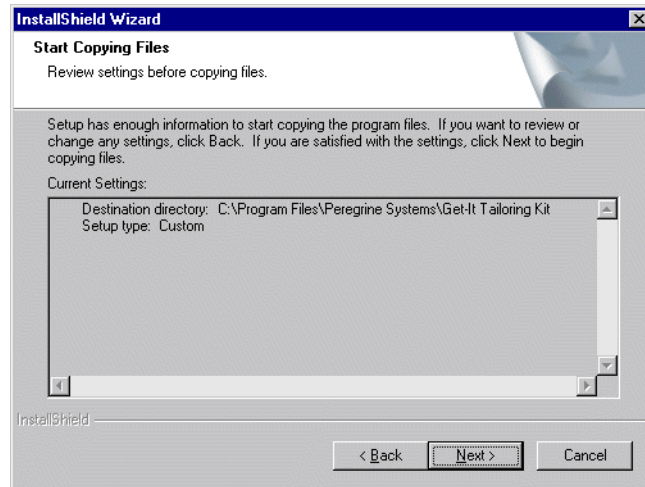 InstallShield Wizard
Start Copying Files
Review settings before copying files.
Setup has enough information to start copying the program files. If you want to review or
change any settings, click Back. If you are satisfied with the settings, click Next to begin
copying files.
Current Settings:
Destination directory: C:\Program Files\Peregrine Systems\Get-It Tailoring Kit
Setup type: Custom
InstallShield
< Back Next > Cancel